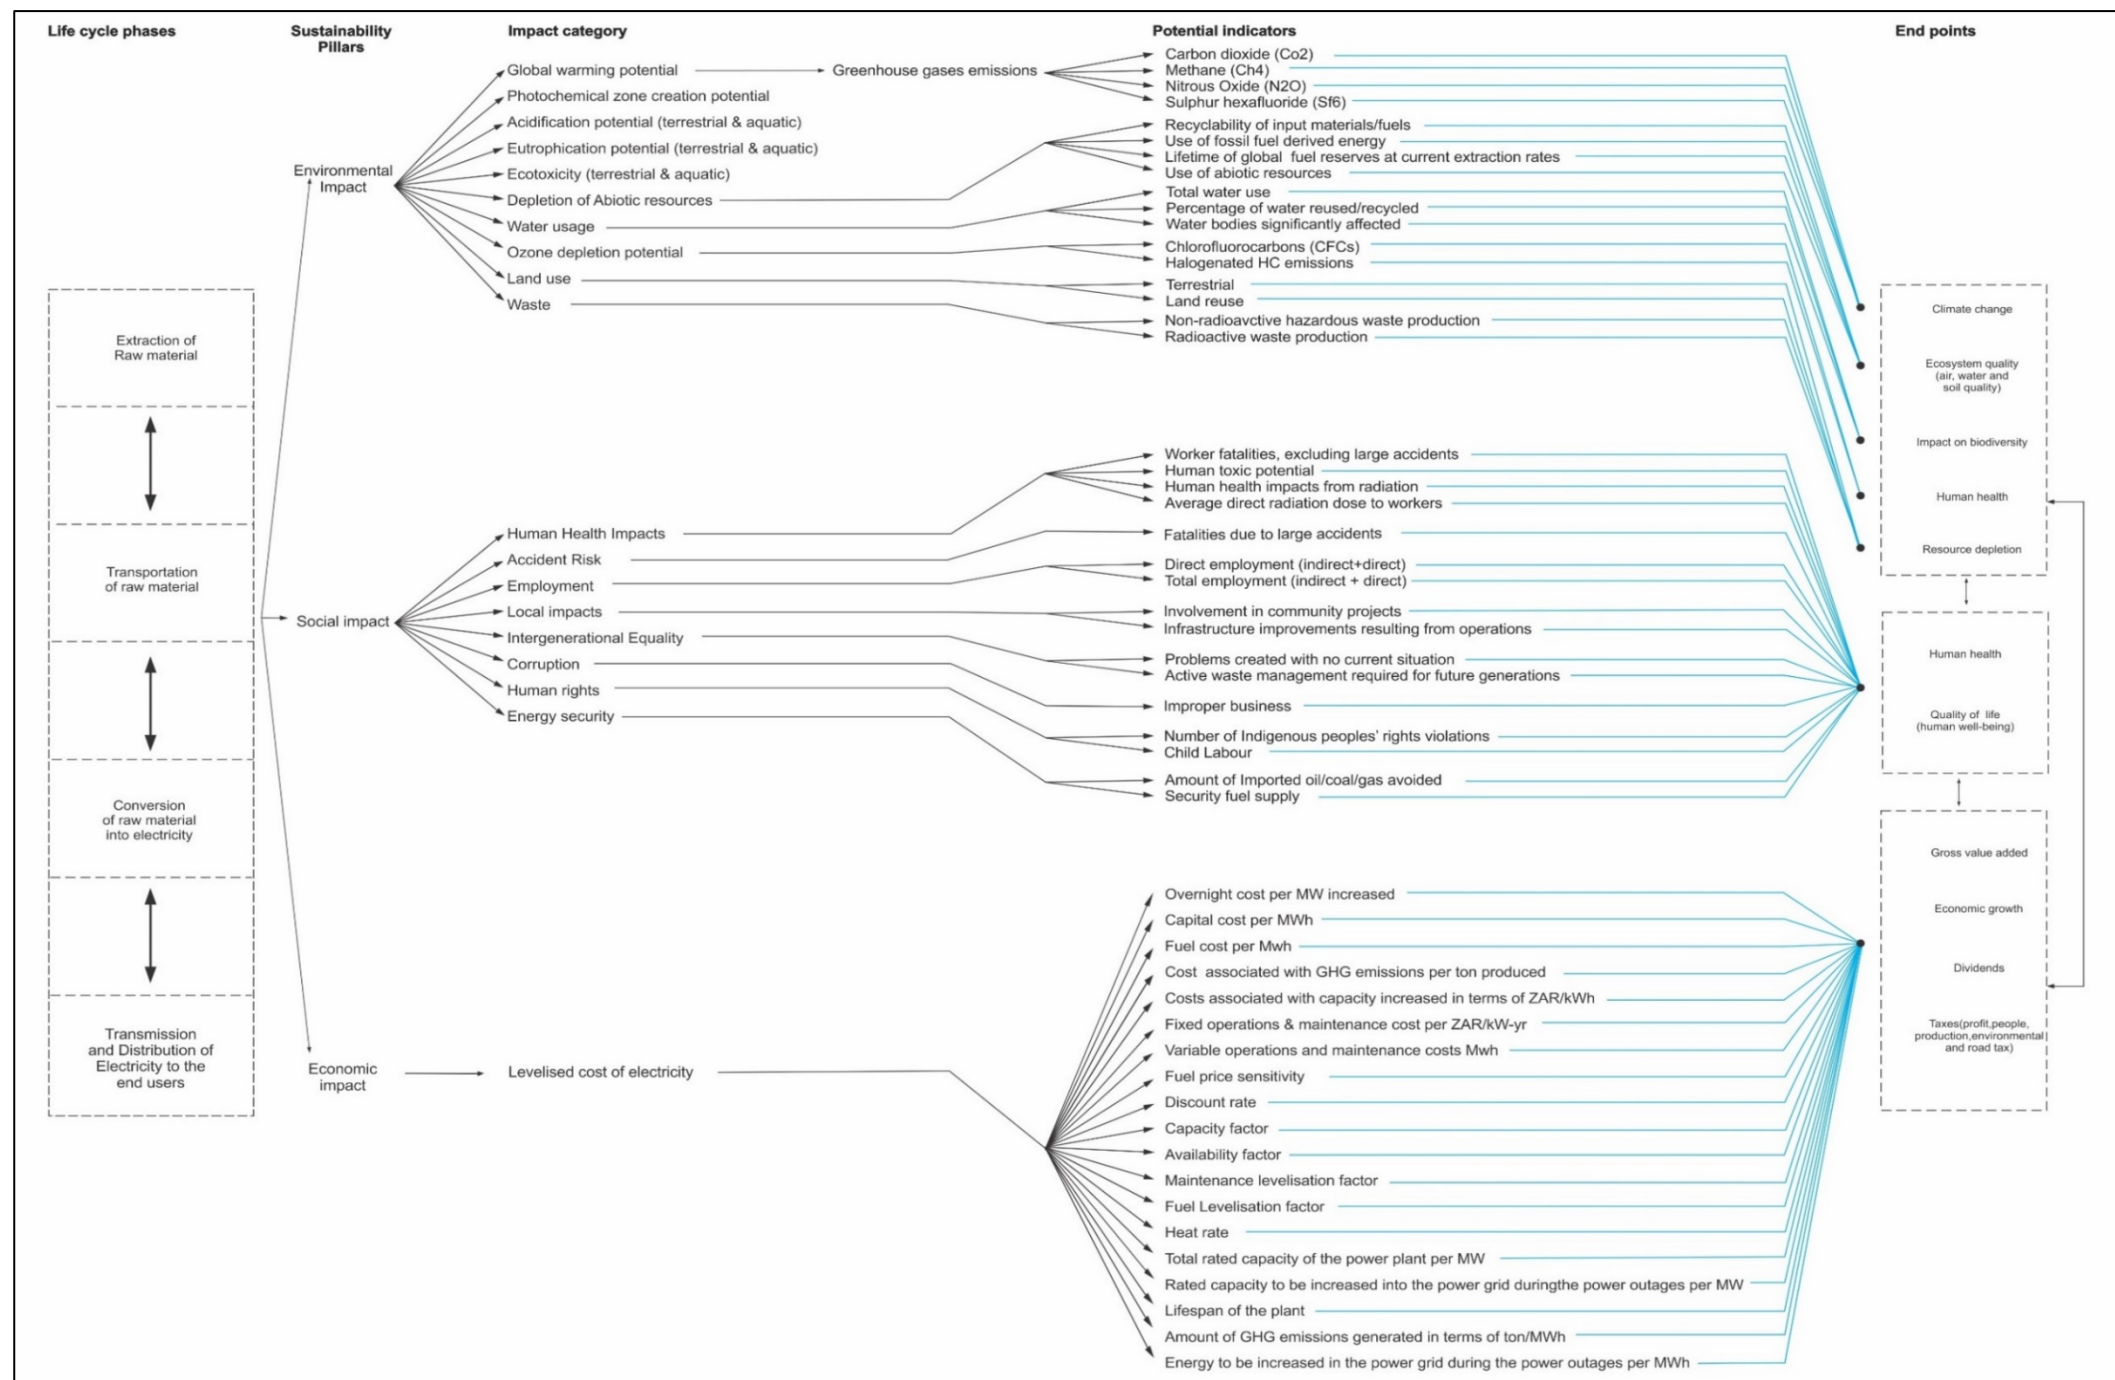 Life cycle phases
Sustainability
Pillars
Impact category
Potential indicators
End points
Extraction of
Raw material
Transportation
of raw material
Conversion
of raw material
into electricity
Transmission
and Distribution of
Electricity to the
end users
Environmental
Impact
Social impact
Economic
impact
Global warming potential
Greenhouse gases emissions
Photochemical zone creation potential
Acidification potential (terrestrial & aquatic)
Eutrophication potential (terrestrial & aquatic)
Ecotoxicity (terrestrial & aquatic)
Depletion of Abiotic resources
Water usage
Ozone depletion potential
Land use
Waste
Human Health Impacts
Accident Risk
Employment
Local impacts
Intergenerational Equality
Corruption
Human rights
Energy security
Levelised cost of electricity
Carbon dioxide (Co2)
Methane (Ch4)
Nitrous Oxide (N2O)
Sulphur hexafluoride (Sf6)
Recyclability of input materials/fuels
Use of fossil fuel derived energy
Lifetime of global fuel reserves at current extraction rates
Use of abiotic resources
Total water use
Percentage of water reused/recycled
Water bodies significantly affected
Chlorofluorocarbons (CFCs)
Halogenated HC emissions
Terrestrial
Land reuse
Non-radioavctive hazardous waste production
Radioactive waste production
Worker fatalities, excluding large accidents
Human toxic potential
Human health impacts from radiation
Average direct radiation dose to workers
Fatalities due to large accidents
Direct employment (indirect+direct)
Total employment (indirect + direct)
Involvement in community projects
Infrastructure improvements resulting from operations
Problems created with no current situation
Active waste management required for future generations
Improper business
Number of Indigenous peoples' rights violations
Child Labour
Amount of Imported oil/coal/gas avoided
Security fuel supply
Overnight cost per MW increased
Capital cost per MWh
Fuel cost per Mwh
Cost associated with GHG emissions per ton produced
Costs associated with capacity increased in terms of ZAR/kWh
Fixed operations & maintenance cost per ZAR/kW-yr
Variable operations and maintenance costs Mwh
Fuel price sensitivity
Discount rate
Capacity factor
Availability factor
Maintenance levelisation factor
Fuel Levelisation factor
Heat rate
Total rated capacity of the power plant per MW
Rated capacity to be increased into the power grid duringthe power outages per MW
Lifespan of the plant
Amount of GHG emissions generated in terms of ton/MWh
Energy to be increased in the power grid during the power outages per MWh
Climate change
Ecosystem quality
(air, water and
soil quality)
Impact on biodiversity
Human health
Resource depletion
Human health
Quality of life
(human well-being)
Gross value added
Economic growth
Dividends
Taxes(profit,people,
production,environmental
and road tax)